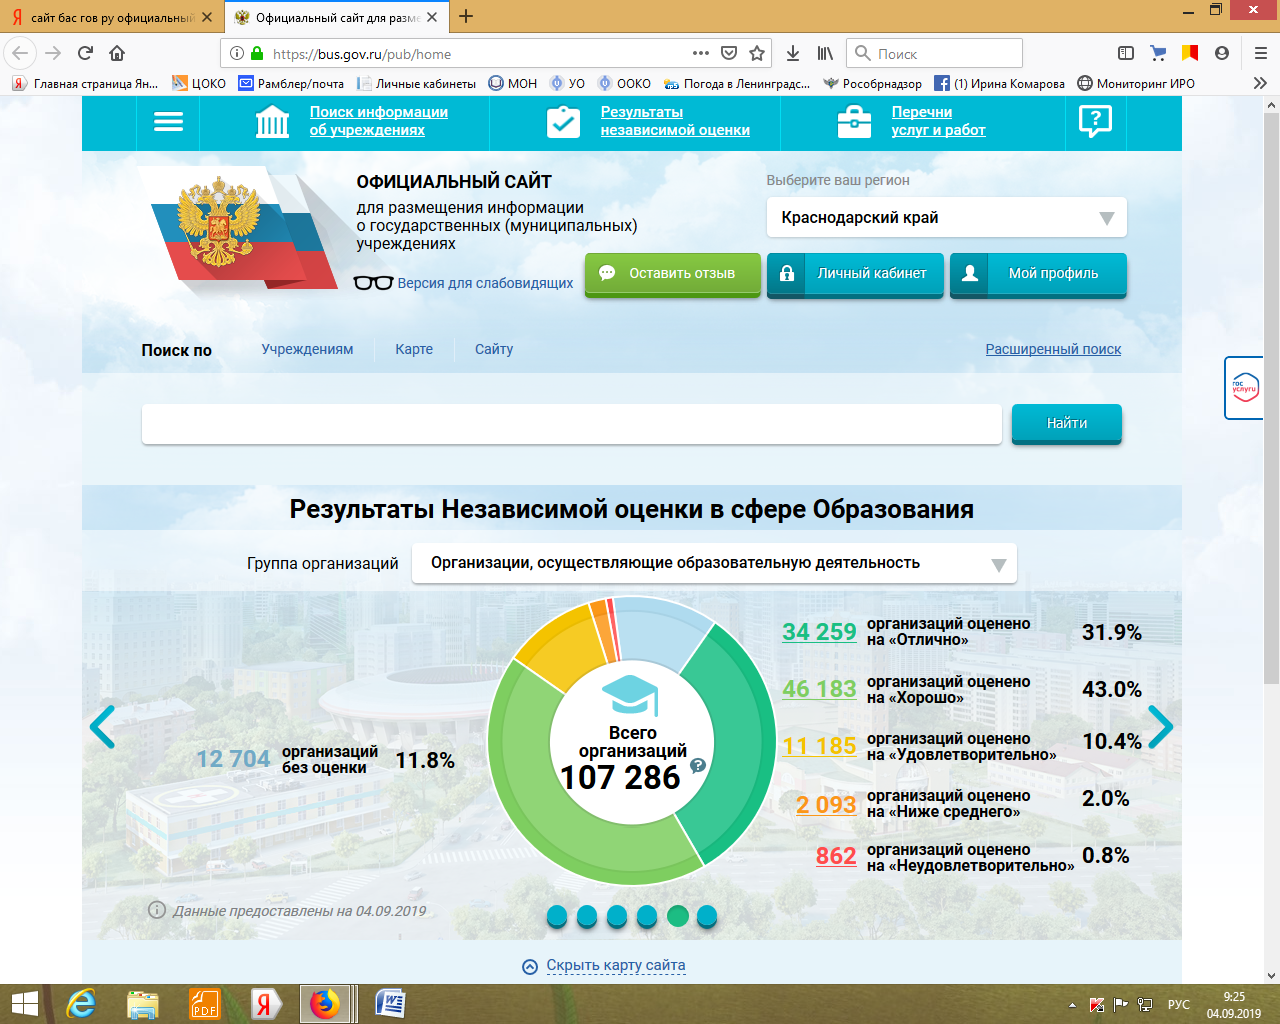 сайт бас гов ру официальный
Официальный сайт для разме
https://bus.gov.ru/pub/home
Поиск
Главная страница Ян...
ЦОКО
Рамблер/почта
Личные кабинеты
МОН
УО
ООКО
Погода в Ленинградс...
Рособрнадзор
(1) Ирина Комарова
Мониторинг ИРО
Поиск информации
об учреждениях
Результаты
независимой оценки
Перечни
услуг и работ
ОФИЦИАЛЬНЫЙ САЙТ
для размещения информации
о государственных (муниципальных)
учреждениях
Версия для слабовидящих
Выберите ваш регион
Краснодарский край
Оставить отзыв
Личный кабинет
Мой профиль
Поиск по
Учреждениям
Карте
Сайту
Расширенный поиск
гос
услуги
Найти
Результаты Независимой оценки в сфере Образования
Группа организаций
Организации, осуществляющие образовательную деятельность
12 704
организаций
без оценки
11.8%
Всего
организаций
107 286
34 259
организаций оценено
на «Отлично»
31.9%
46 183
организаций оценено
на «Хорошо»
43.0%
11 185
организаций оценено
на «Удовлетворительно»
10.4%
2 093
организаций оценено
на «Ниже среднего»
2.0%
862
организаций оценено
на «Неудовлетворительно»
0.8%
Данные предоставлены на 04.09.2019
Скрыть карту сайта
PDF
РУС
9:25
04.09.2019